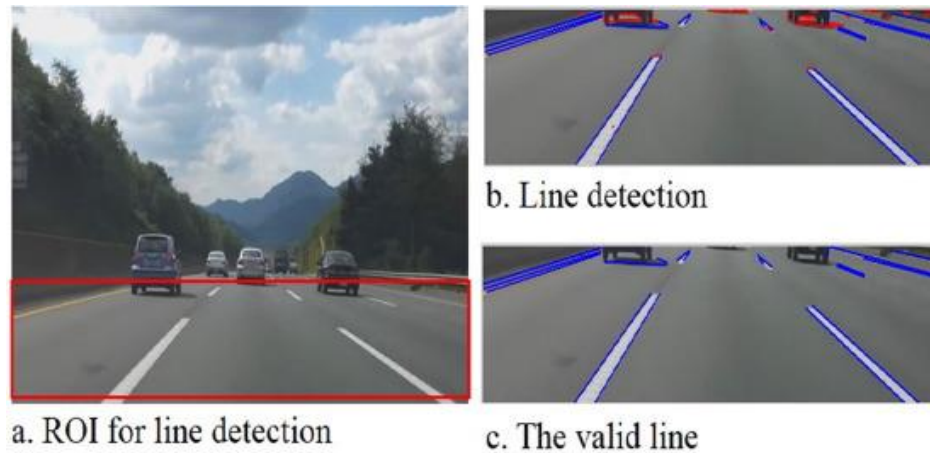 a. ROI for line detection
b. Line detection
c. The valid line